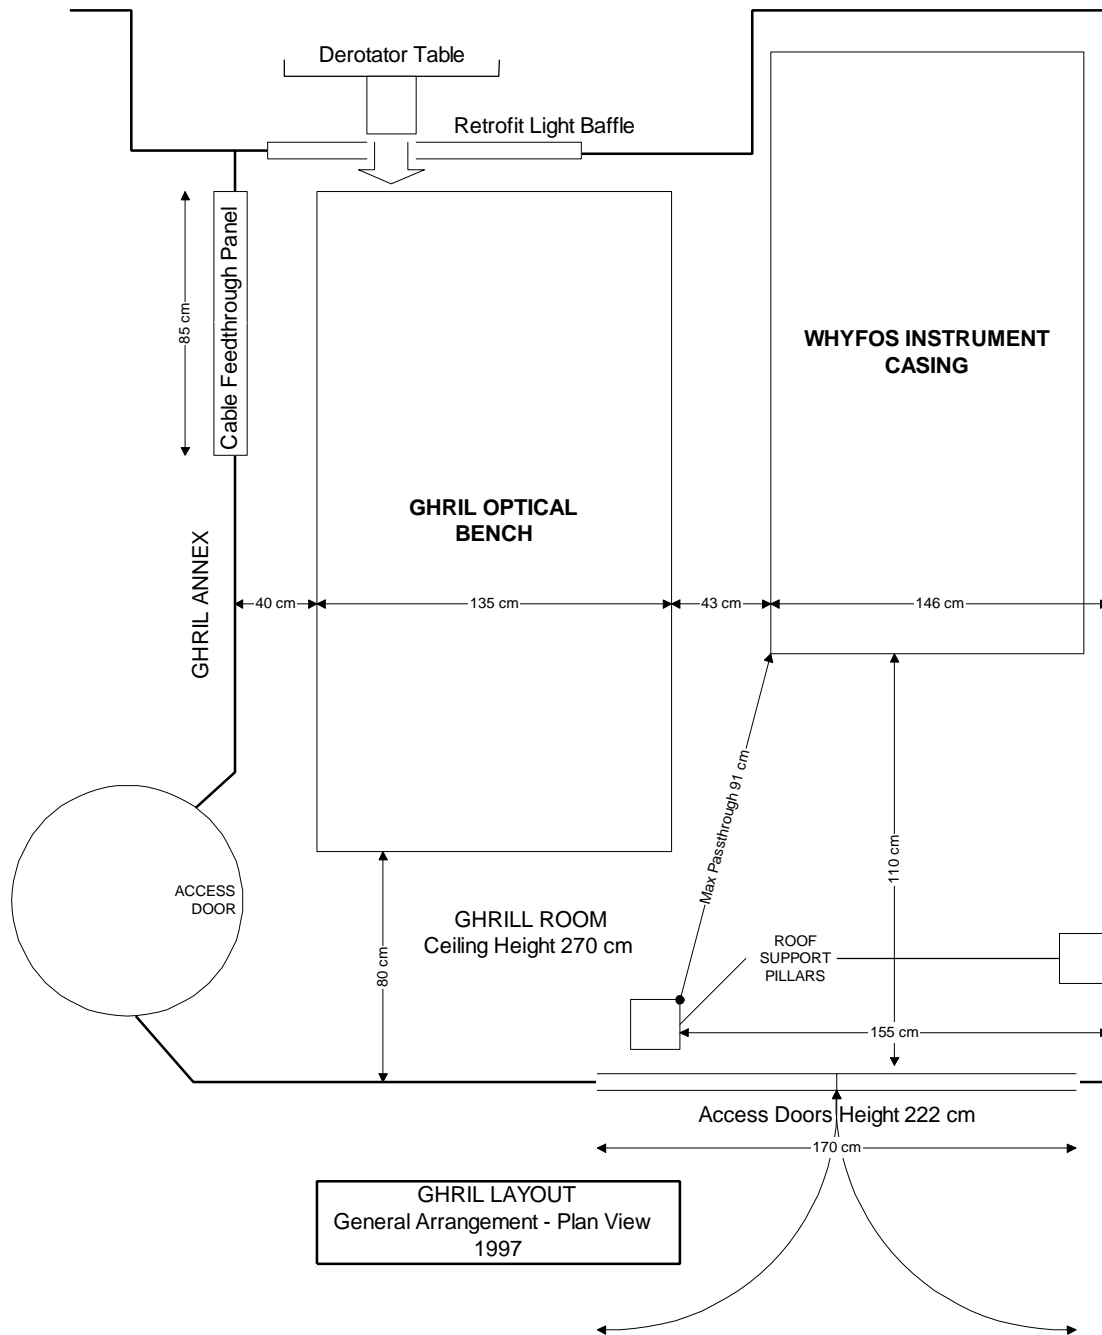 Derotator Table
Retrofit Light Baffle
Cable Feedthrough Panel
85 cm
WHYFOS INSTRUMENT
CASING
GHRIL OPTICAL
BENCH
GHRIL ANNEX
40 cm
135 cm
43 cm
146 cm
Max Passthrough 91 cm
110 cm
ACCESS
DOOR
GHRILL ROOM
Ceiling Height 270 cm
80 cm
ROOF
SUPPORT
PILLARS
155 cm
Access Doors Height 222 cm
170 cm
GHRIL LAYOUT
General Arrangement - Plan View
1997